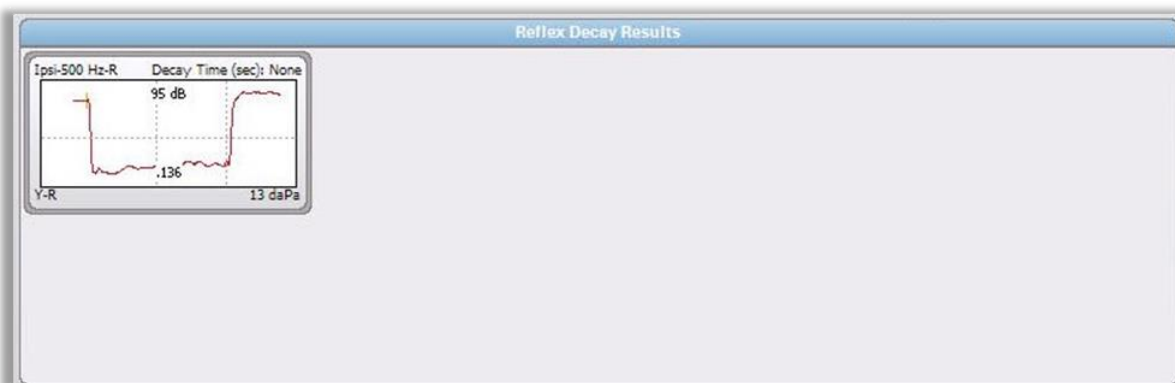 Reflex Decay Results
Ipsi-500 Hz-R Decay Time (sec): None
95 dB
.136
Y-R 13 daPa